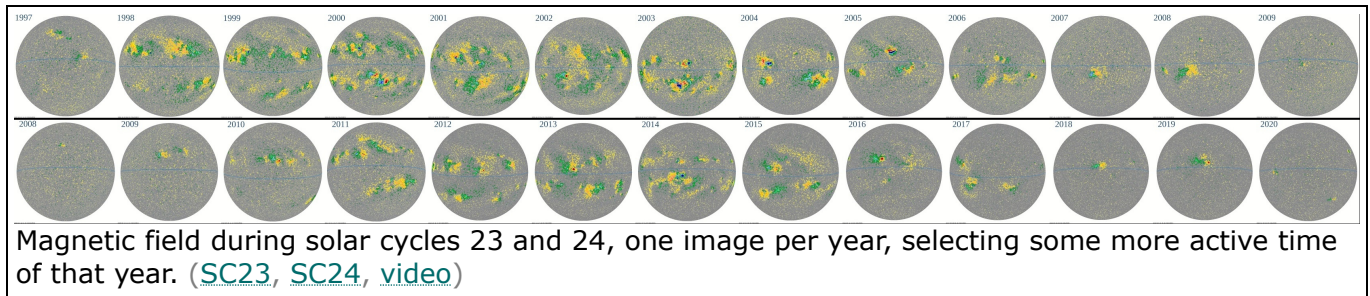 1997 1998 1999 2000 2001 2002 2003 2004 2005 2006 2007 2008 2009
2008 2009 2010 2011 2012 2013 2014 2015 2016 2017 2018 2019 2020
Magnetic field during solar cycles 23 and 24, one image per year, selecting some more active time
of that year. (SC23, SC24, video)